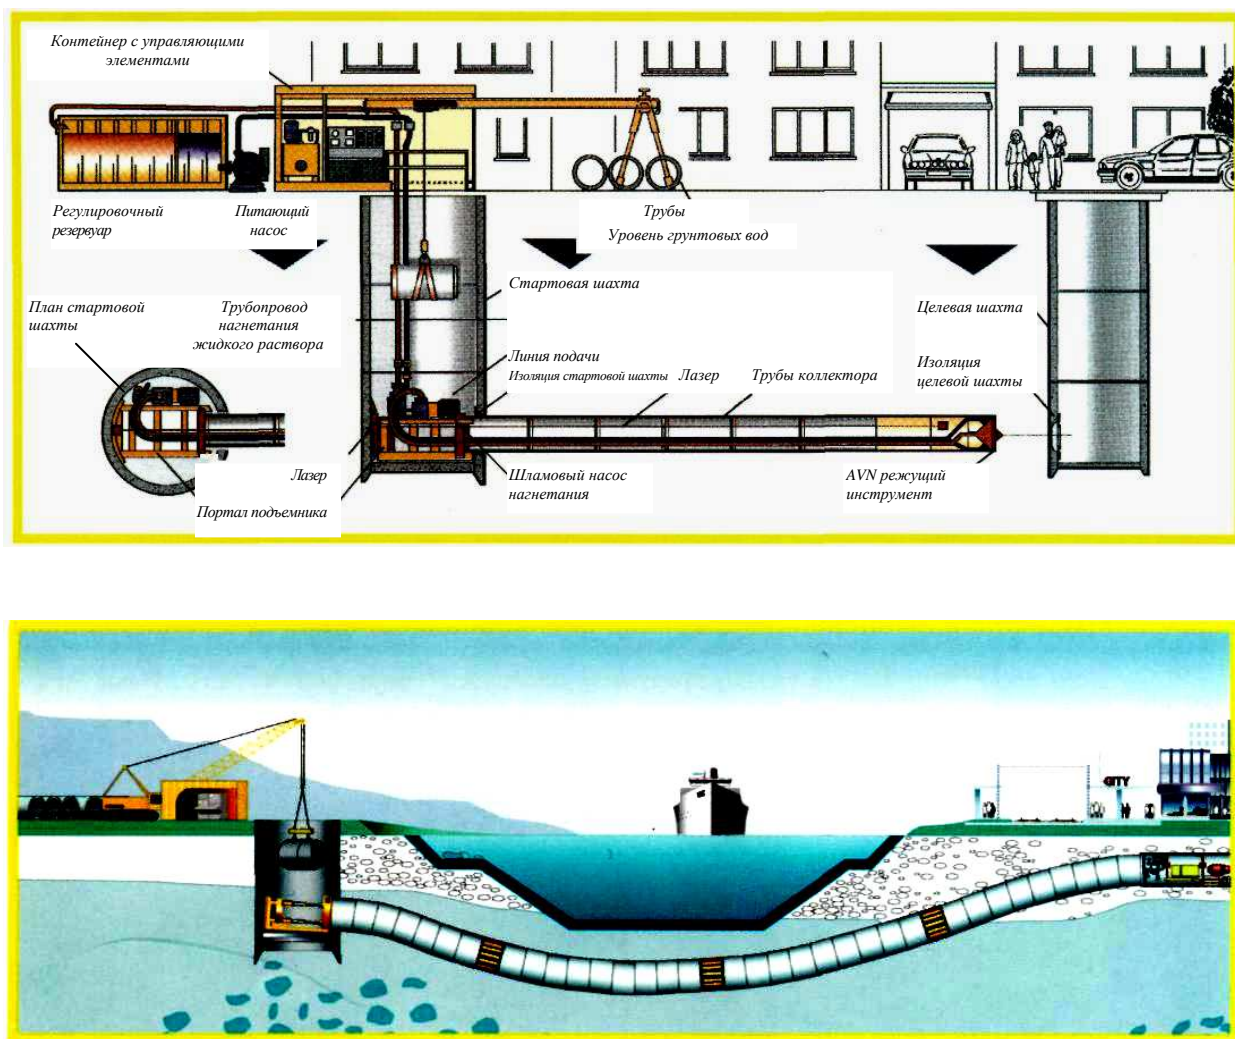 Контейнер с управляющими
элементами
Регулировочный
резервуар
Питающий
насос
Трубы
Уровень грунтовых вод
План стартовой
шахты
Трубопровод
нагнетания
жидкого раствора
Стартовая шахта
Целевая шахта
Линия подачи
Изоляция стартовой шахты
Лазер
Трубы коллектора
Изоляция
целевой шахты
Лазер
Шламовый насос
нагнетания
AVN режущий
инструмент
Портал подъемника
CITY